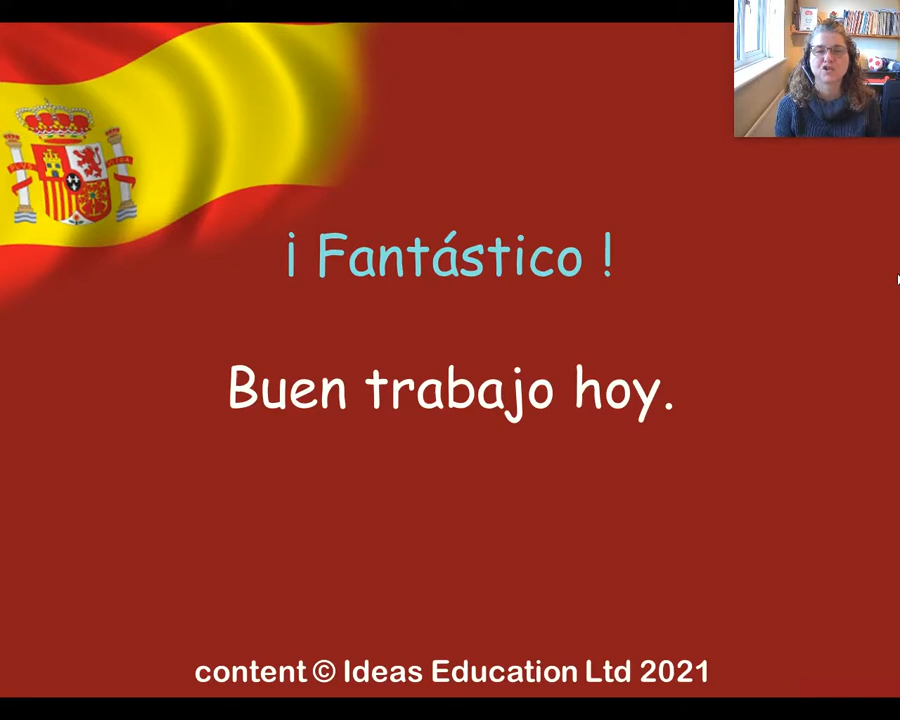 ¡ Fantástico !
Buen trabajo hoy.
content © Ideas Education Ltd 2021